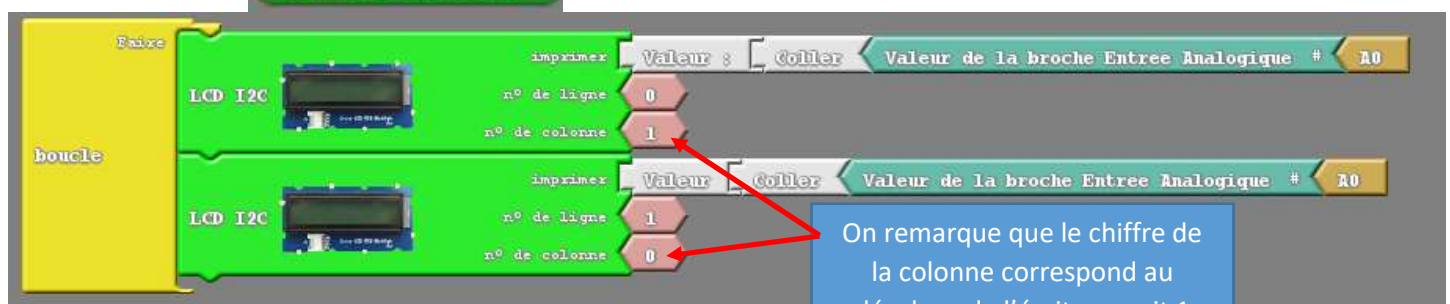 Faire
imprimer Valeur : Coller Valeur de la broche Entree Analogique # A0
LCD I2C
n° de ligne 0
n° de colonne 1
boucle
imprimer Valeur Coller Valeur de la broche Entree Analogique # A0
LCD I2C
n° de ligne 1
n° de colonne 0
On remarque que le chiffre de
la colonne correspond au